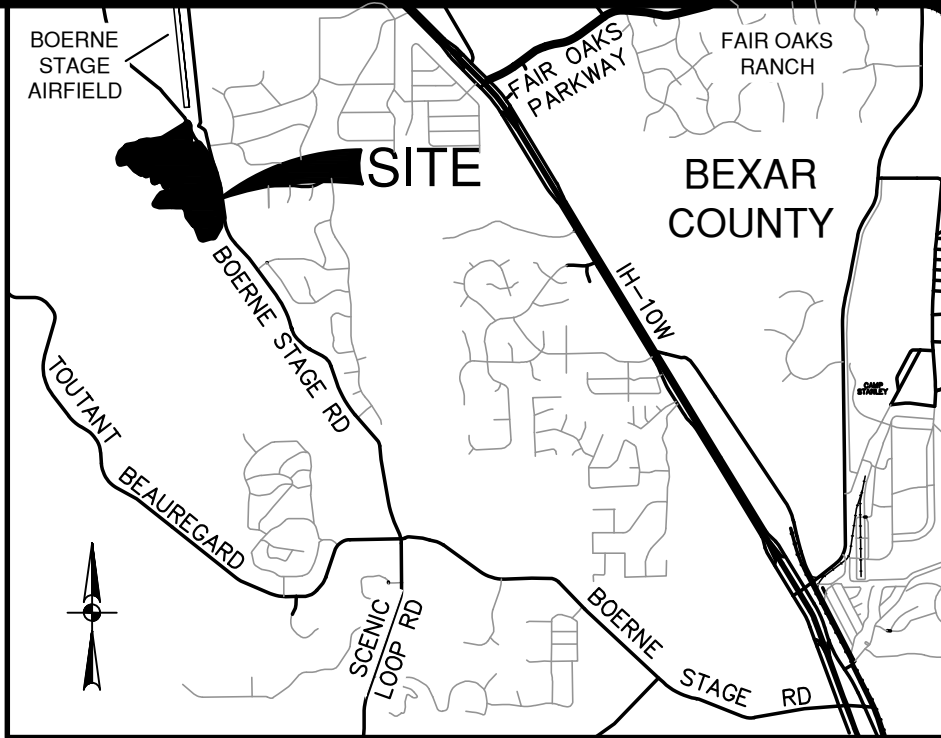 BOERNE
STAGE
AIRFIELD
FAIR OAKS
PARKWAY
FAIR OAKS
RANCH
SITE
BEXAR
COUNTY
IH-10W
BOERNE STAGE RD
TOUTANT
BEAUREGARD
CAMP
STANLEY
SCENIC
LOOP RD
BOERNE
STAGE
RD